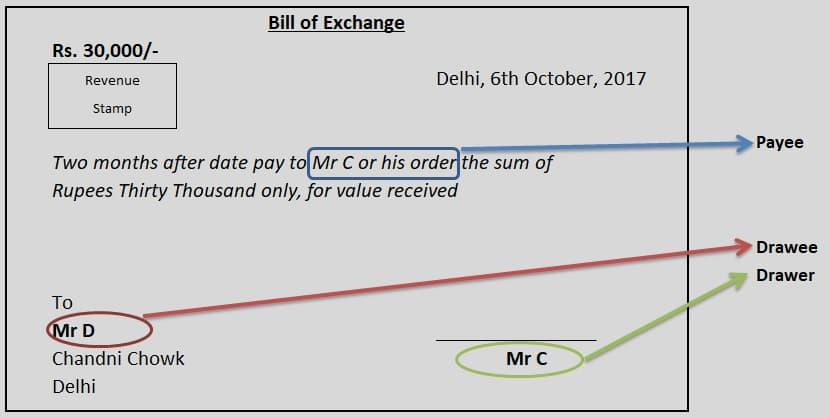 Bill of Exchange
Rs. 30,000/-
Revenue
Stamp
Delhi, 6th October, 2017
Two months after date pay to Mr C or his order the sum of
Rupees Thirty Thousand only, for value received
Payee
Drawee
Drawer
To
Mr D
Chandni Chowk
Delhi
Mr C